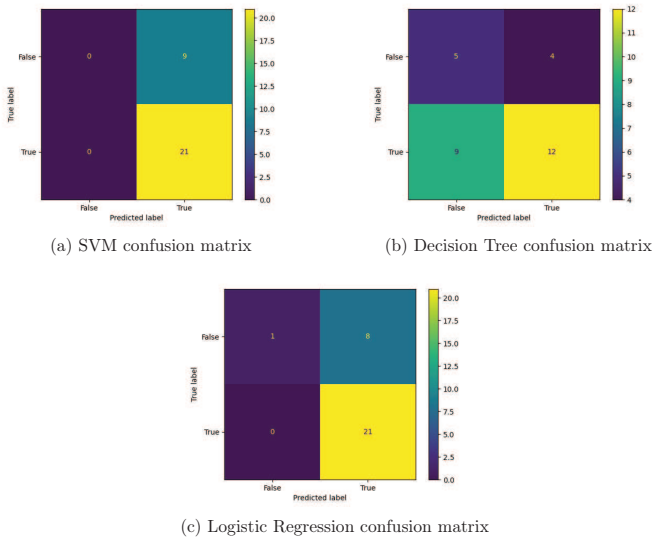 False
0
9
True label
True
0
21
False
True
Predicted label
20.0
17.5
15.0
12.5
10.0
7.5
5.0
2.5
0.0
(a) SVM confusion matrix
False
5
4
True label
True
9
12
False
True
Predicted label
12
11
10
9
8
7
6
5
4
(b) Decision Tree confusion matrix
False
1
8
True label
True
0
21
False
True
Predicted label
20.0
17.5
15.0
12.5
10.0
7.5
5.0
2.5
0.0
(c) Logistic Regression confusion matrix